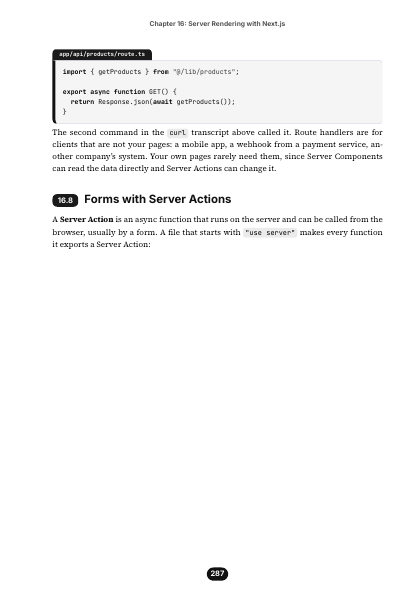 Chapter 16: Server Rendering with Next.js
app/api/products/route.ts
import { getProducts } from "@/lib/products";
export async function GET() {
  return Response.json(await getProducts());
}
The second command in the curl transcript above called it. Route handlers are for
clients that are not your pages: a mobile app, a webhook from a payment service, an-
other company's system. Your own pages rarely need them, since Server Components
can read the data directly and Server Actions can change it.
16.8 Forms with Server Actions
A Server Action is an async function that runs on the server and can be called from the
browser, usually by a form. A file that starts with "use server" makes every function
it exports a Server Action:
287